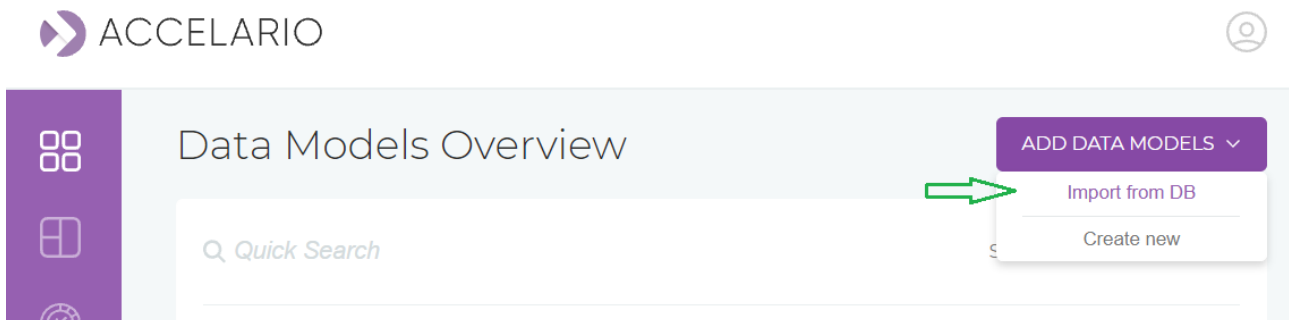 ACCELARIO
Data Models Overview
ADD DATA MODELS
Import from DB
Quick Search
Create new